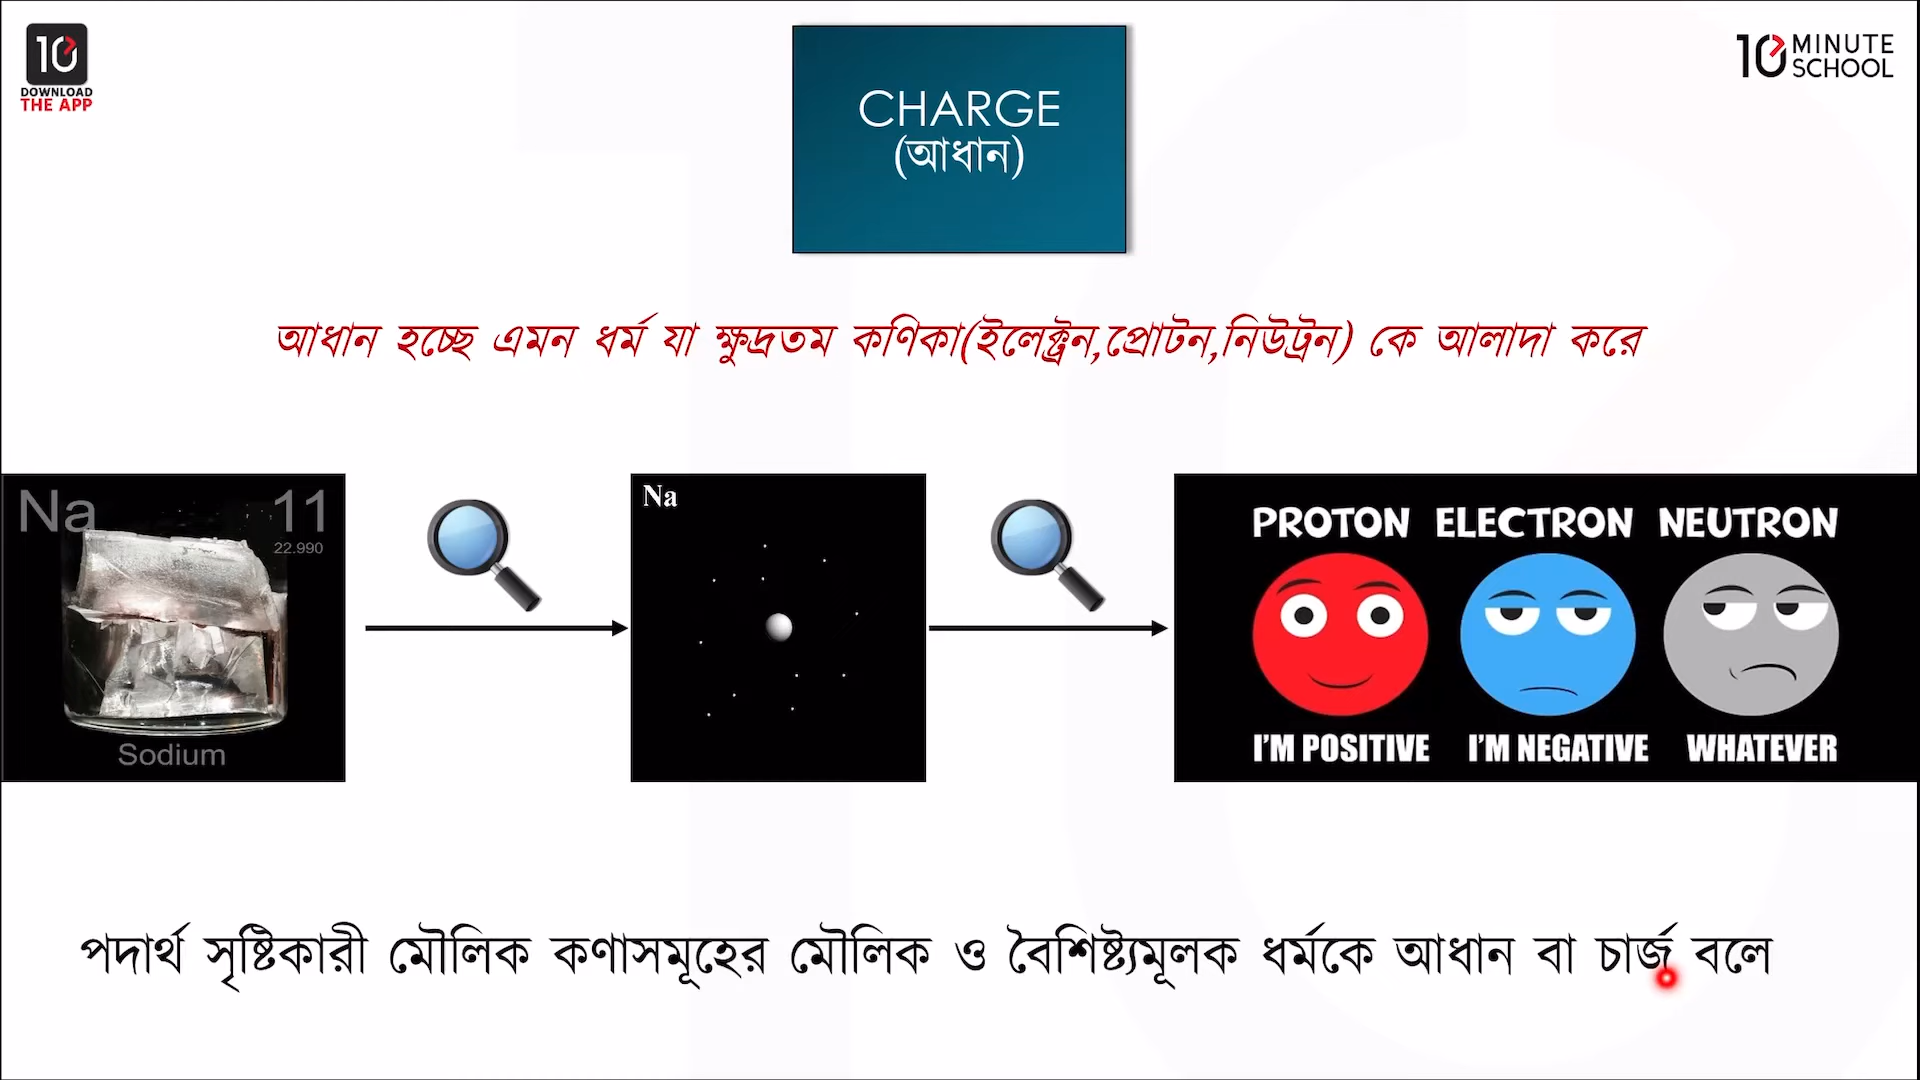 10
DOWNLOAD
THE APP
CHARGE
(আধান)
10 MINUTE
SCHOOL
আধান হচ্ছে এমন ধর্ম যা ক্ষুদ্রতম কণিকা(ইলেক্ট্রন,প্রোটন,নিউট্রন) কে আলাদা করে
Na 11
22.990
Sodium
Na
PROTON ELECTRON NEUTRON
I'M POSITIVE I'M NEGATIVE WHATEVER
পদার্থ সৃষ্টিকারী মৌলিক কণাসমূহের মৌলিক ও বৈশিষ্ট্যমূলক ধর্মকে আধান বা চার্জ বলে